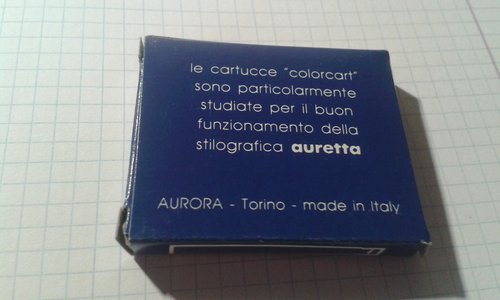 le cartucce "colorcart"
sono particolarmente
studiate per il buon
funzionamento della
stilografica auretta
AURORA - Torino - made in Italy